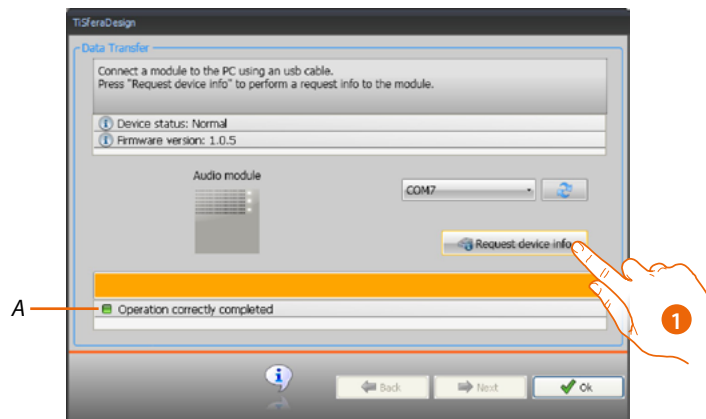 TiSferaDesign
Data Transfer
Connect a module to the PC using an usb cable.
Press "Request device info" to perform a request info to the module.
Device status: Normal
Firmware version: 1.0.5
Audio module
COM7
Request device info
A
Operation correctly completed
1
Back
Next
Ok